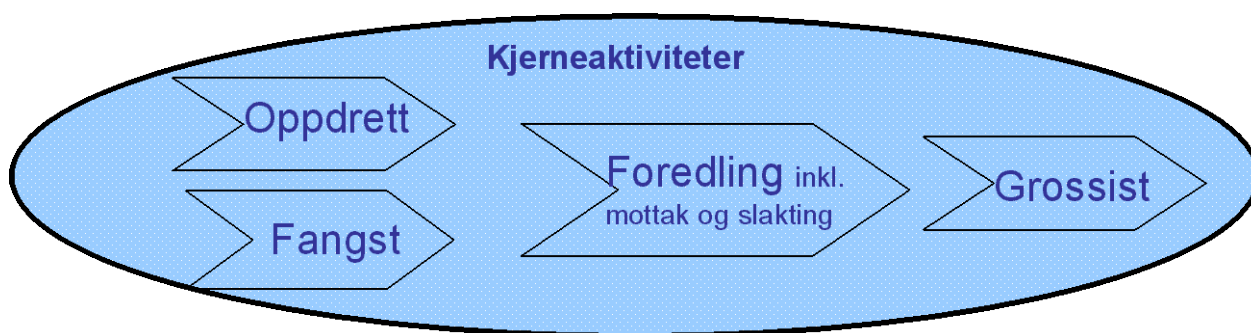 Kjerneaktiviteter
Oppdrett
Fangst
Foredling inkl.
mottak og slakting
Grossist